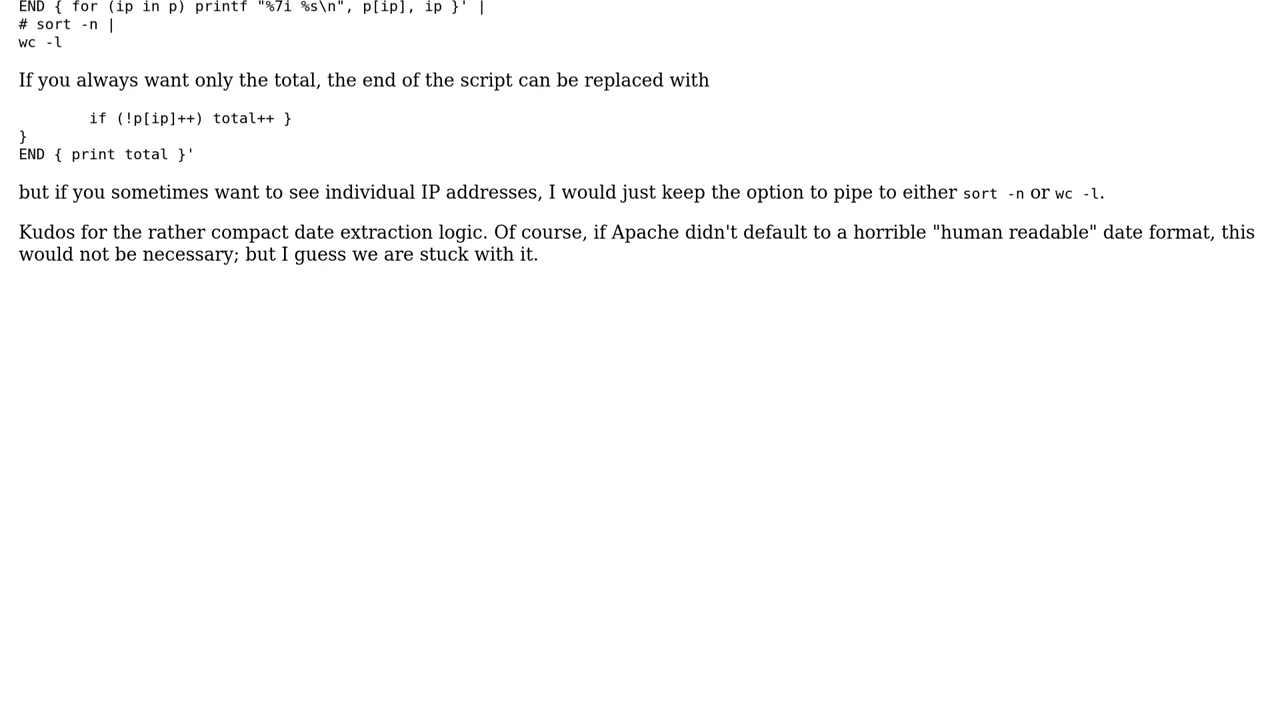 END { for (ip in p) printf "%7i %s\n", p[ip], ip }' |
# sort -n |
wc -l
If you always want only the total, the end of the script can be replaced with
        if (!p[ip]++) total++ }
}
END { print total }'
but if you sometimes want to see individual IP addresses, I would just keep the option to pipe to either sort -n or wc -l.
Kudos for the rather compact date extraction logic. Of course, if Apache didn't default to a horrible "human readable" date format, this
would not be necessary; but I guess we are stuck with it.